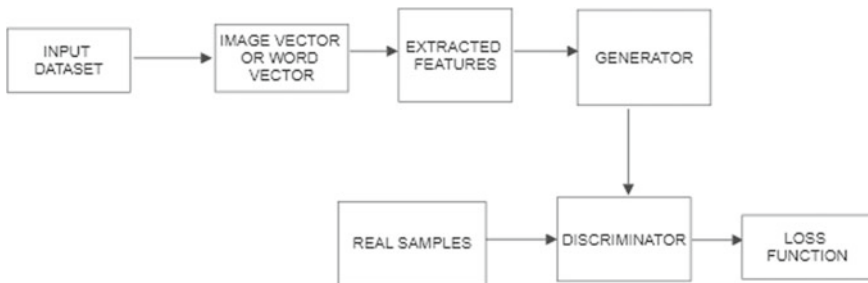 INPUT
DATASET
IMAGE VECTOR
OR WORD
VECTOR
EXTRACTED
FEATURES
GENERATOR
REAL SAMPLES
DISCRIMINATOR
LOSS
FUNCTION